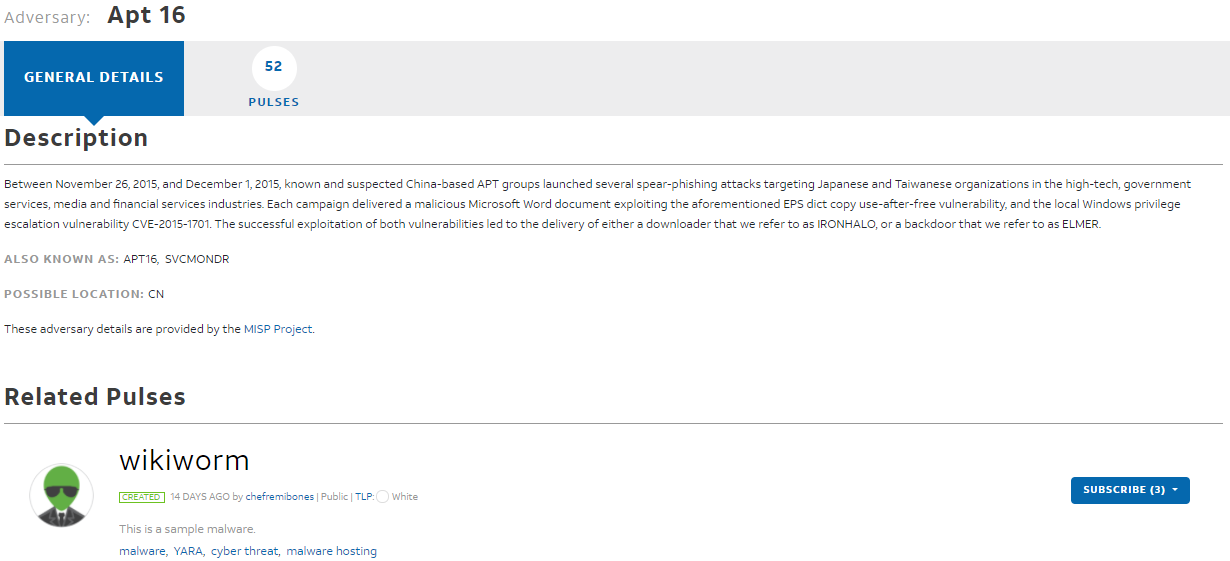 Adversary: Apt 16
GENERAL DETAILS
52
PULSES
Description
Between November 26, 2015, and December 1, 2015, known and suspected China-based APT groups launched several spear-phishing attacks targeting Japanese and Taiwanese organizations in the high-tech, government
services, media and financial services industries. Each campaign delivered a malicious Microsoft Word document exploiting the aforementioned EPS dict copy use-after-free vulnerability, and the local Windows privilege
escalation vulnerability CVE-2015-1701. The successful exploitation of both vulnerabilities led to the delivery of either a downloader that we refer to as IRONHALO, or a backdoor that we refer to as ELMER.
ALSO KNOWN AS: APT16, SVCMONDR
POSSIBLE LOCATION: CN
These adversary details are provided by the MISP Project.
Related Pulses
wikiworm
CREATED 14 DAYS AGO by chefremibones | Public | TLP: White
SUBSCRIBE (3)
This is a sample malware.
malware, YARA, cyber threat, malware hosting